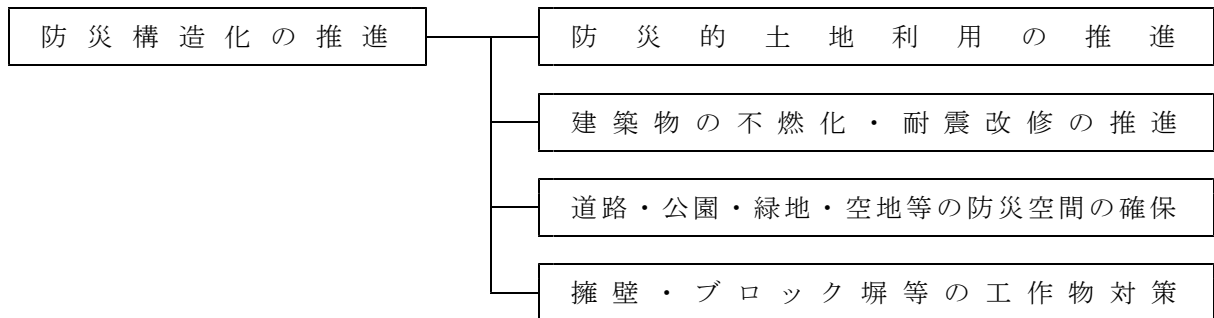 防災構造化の推進
防災的土地利用の推進
建築物の不燃化・耐震改修の推進
道路・公園・緑地・空地等の防災空間の確保
擁壁・ブロック塀等の工作物対策